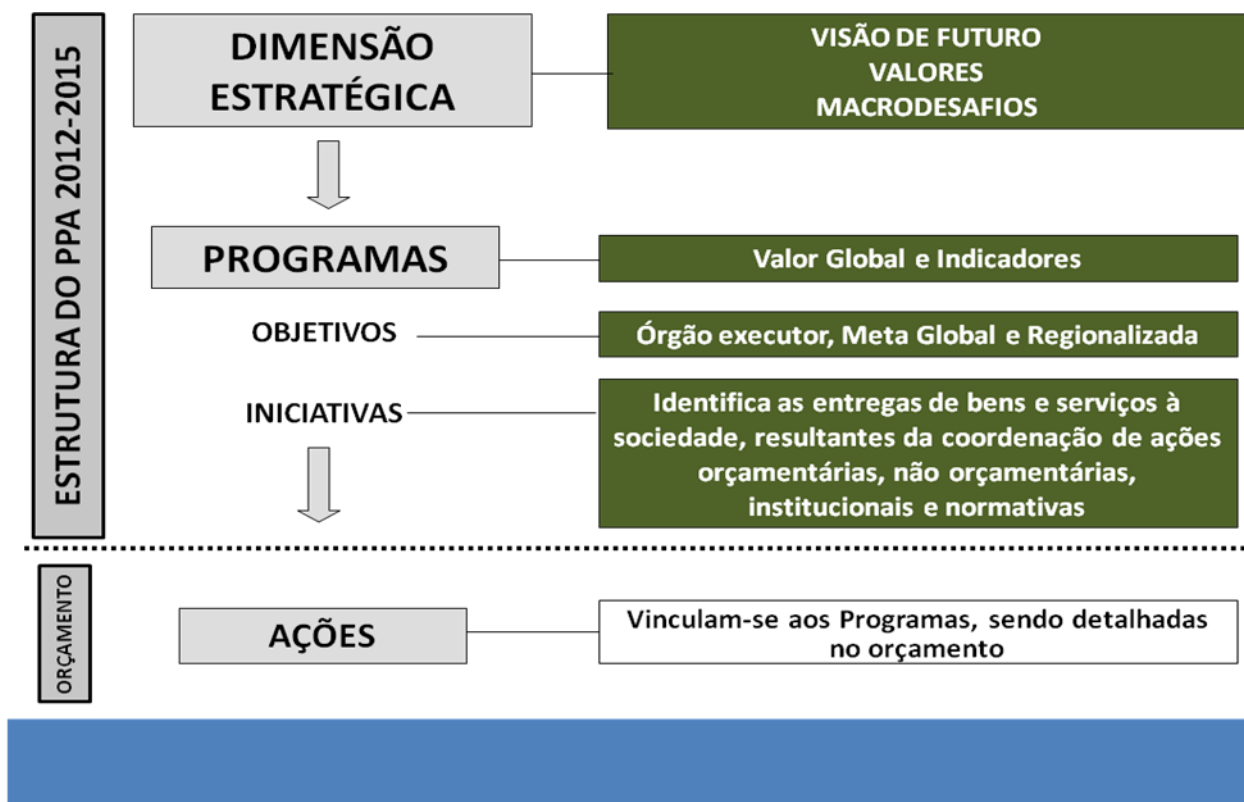 ESTRUTURA DO PPA 2012-2015
DIMENSÃO
ESTRATÉGICA
VISÃO DE FUTURO
VALORES
MACRODESAFIOS
PROGRAMAS
Valor Global e Indicadores
OBJETIVOS
Órgão executor, Meta Global e Regionalizada
INICIATIVAS
Identifica as entregas de bens e serviços à
sociedade, resultantes da coordenação de ações
orçamentárias, não orçamentárias,
institucionais e normativas
ORÇAMENTO
AÇÕES
Vinculam-se aos Programas, sendo detalhadas
no orçamento